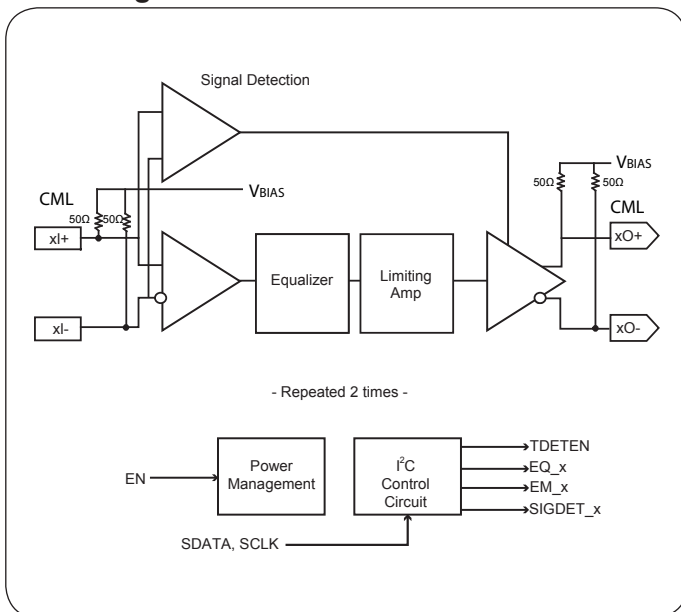 Signal Detection
VBIAS
50Ω
50Ω
CML
xO+
xO-
VBIAS
CML
50Ω
50Ω
xI+
xI-
Equalizer
Limiting
Amp
- Repeated 2 times -
EN
Power
Management
I²C
Control
Circuit
TDETEN
EQ_x
EM_x
SIGDET_x
SDATA, SCLK